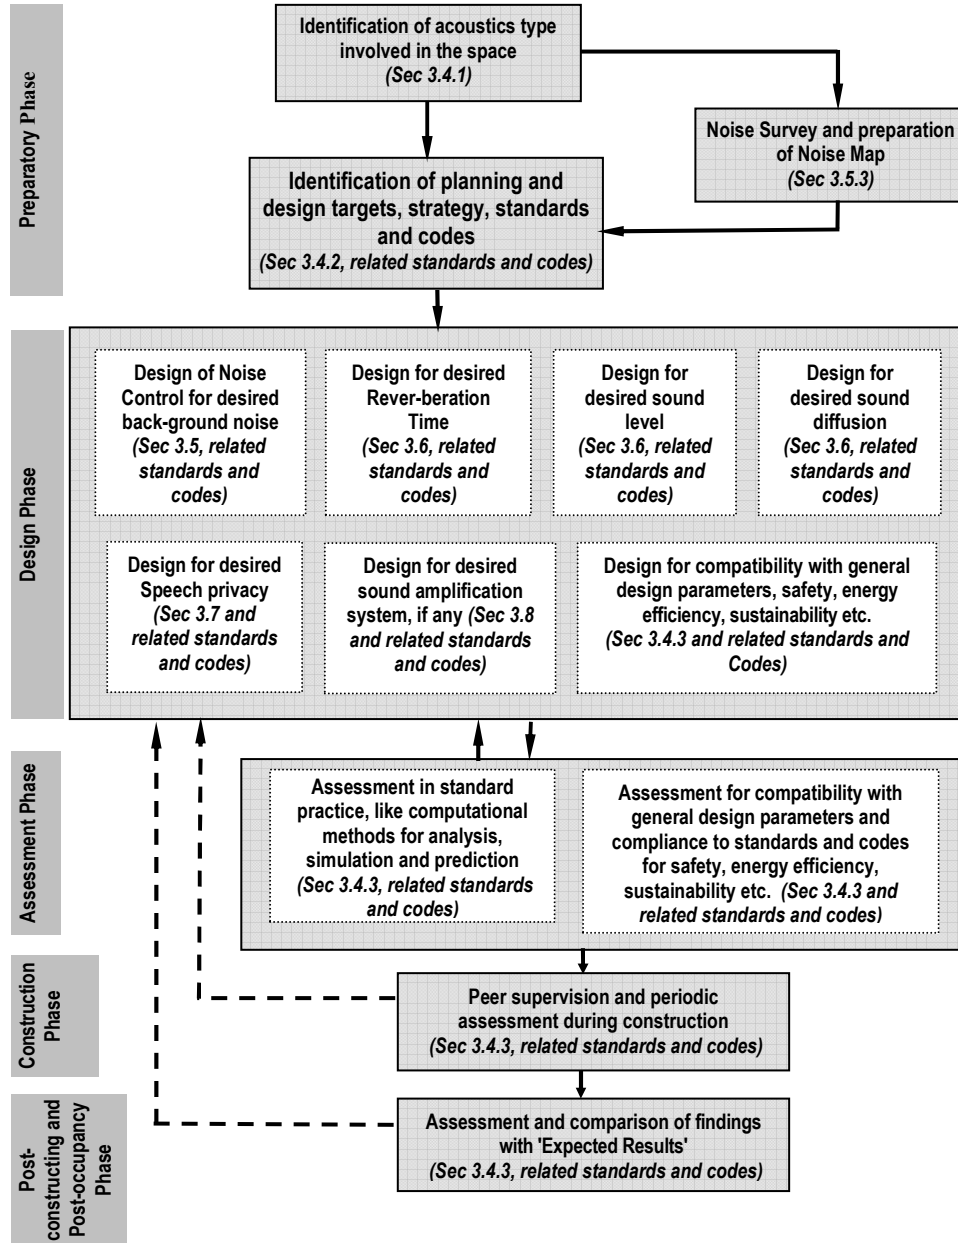 Preparatory Phase
Identification of acoustics type
involved in the space
(Sec 3.4.1)
Noise Survey and preparation
of Noise Map
(Sec 3.5.3)
Identification of planning and
design targets, strategy, standards
and codes
(Sec 3.4.2, related standards and codes)
Design Phase
Design of Noise
Control for desired
back-ground noise
(Sec 3.5, related
standards and
codes)
Design for desired
Rever-beration
Time
(Sec 3.6, related
standards and
codes)
Design for
desired sound
level
(Sec 3.6, related
standards and
codes)
Design for
desired sound
diffusion
(Sec 3.6, related
standards and
codes)
Design for desired
Speech privacy
(Sec 3.7 and
related standards
and codes)
Design for desired
sound amplification
system, if any (Sec 3.8
and related standards
and codes)
Design for compatibility with general
design parameters, safety, energy
efficiency, sustainability etc.
(Sec 3.4.3 and related standards and
Codes)
Assessment Phase
Assessment in standard
practice, like computational
methods for analysis,
simulation and prediction
(Sec 3.4.3, related standards
and codes)
Assessment for compatibility with
general design parameters and
compliance to standards and codes
for safety, energy efficiency,
sustainability etc. (Sec 3.4.3 and
related standards and codes)
Construction
Phase
Peer supervision and periodic
assessment during construction
(Sec 3.4.3, related standards and codes)
Post-
constructing and
Post-occupancy
Phase
Assessment and comparison of findings
with 'Expected Results'
(Sec 3.4.3, related standards and codes)